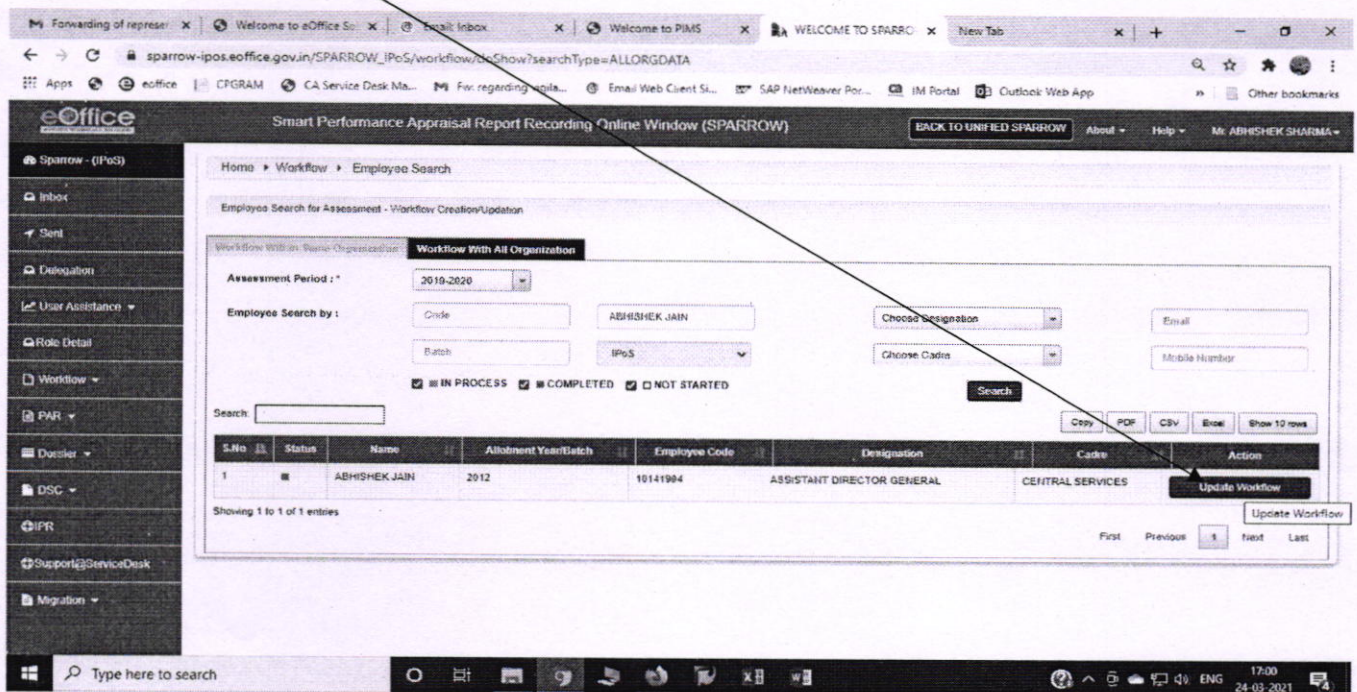 Forwarding of represer x Welcome to eOffice Se x Email: Inbox x Welcome to PIMS x WELCOME TO SPARRO x New Tab x +
sparrow-ipos.eoffice.gov.in/SPARROW_IPoS/workflow/doShow?searchType=ALLORGDATA
Apps eoffice CPGRAM CA Service Desk Ma... Fw: regarding Email Web Client Si... SAP NetWeaver Por... IM Portal Outlook Web App » Other bookmarks
eOffice Smart Performance Appraisal Report Recording Online Window (SPARROW) BACK TO UNIFIED SPARROW About Help Mr. ABHISHEK SHARMA
Sparrow - (IPoS)
Home Workflow Employee Search
Inbox
Employee Search for Assessment - Workflow Creation/Updation
Sent
Workflow Within Same Organization Workflow With All Organization
Delegation
Assessment Period : * 2019-2020
User Assistance
Employee Search by : Code ABHISHEK JAIN Choose Designation Email
Role Detail
Batch IPoS Choose Cadre Mobile Number
Workflow
IN PROCESS COMPLETED NOT STARTED Search
PAR
Search: Copy PDF CSV Excel Show 10 rows
Dossier
S.No Status Name Allotment Year/Batch Employee Code Designation Cadre Action
1 ABHISHEK JAIN 2012 10141904 ASSISTANT DIRECTOR GENERAL CENTRAL SERVICES Update Workflow
DSC
Showing 1 to 1 of 1 entries Update Workflow
IPR
First Previous 1 Next Last
Support@ServiceDesk
Migration
Type here to search ENG 17:00
24-03-2021